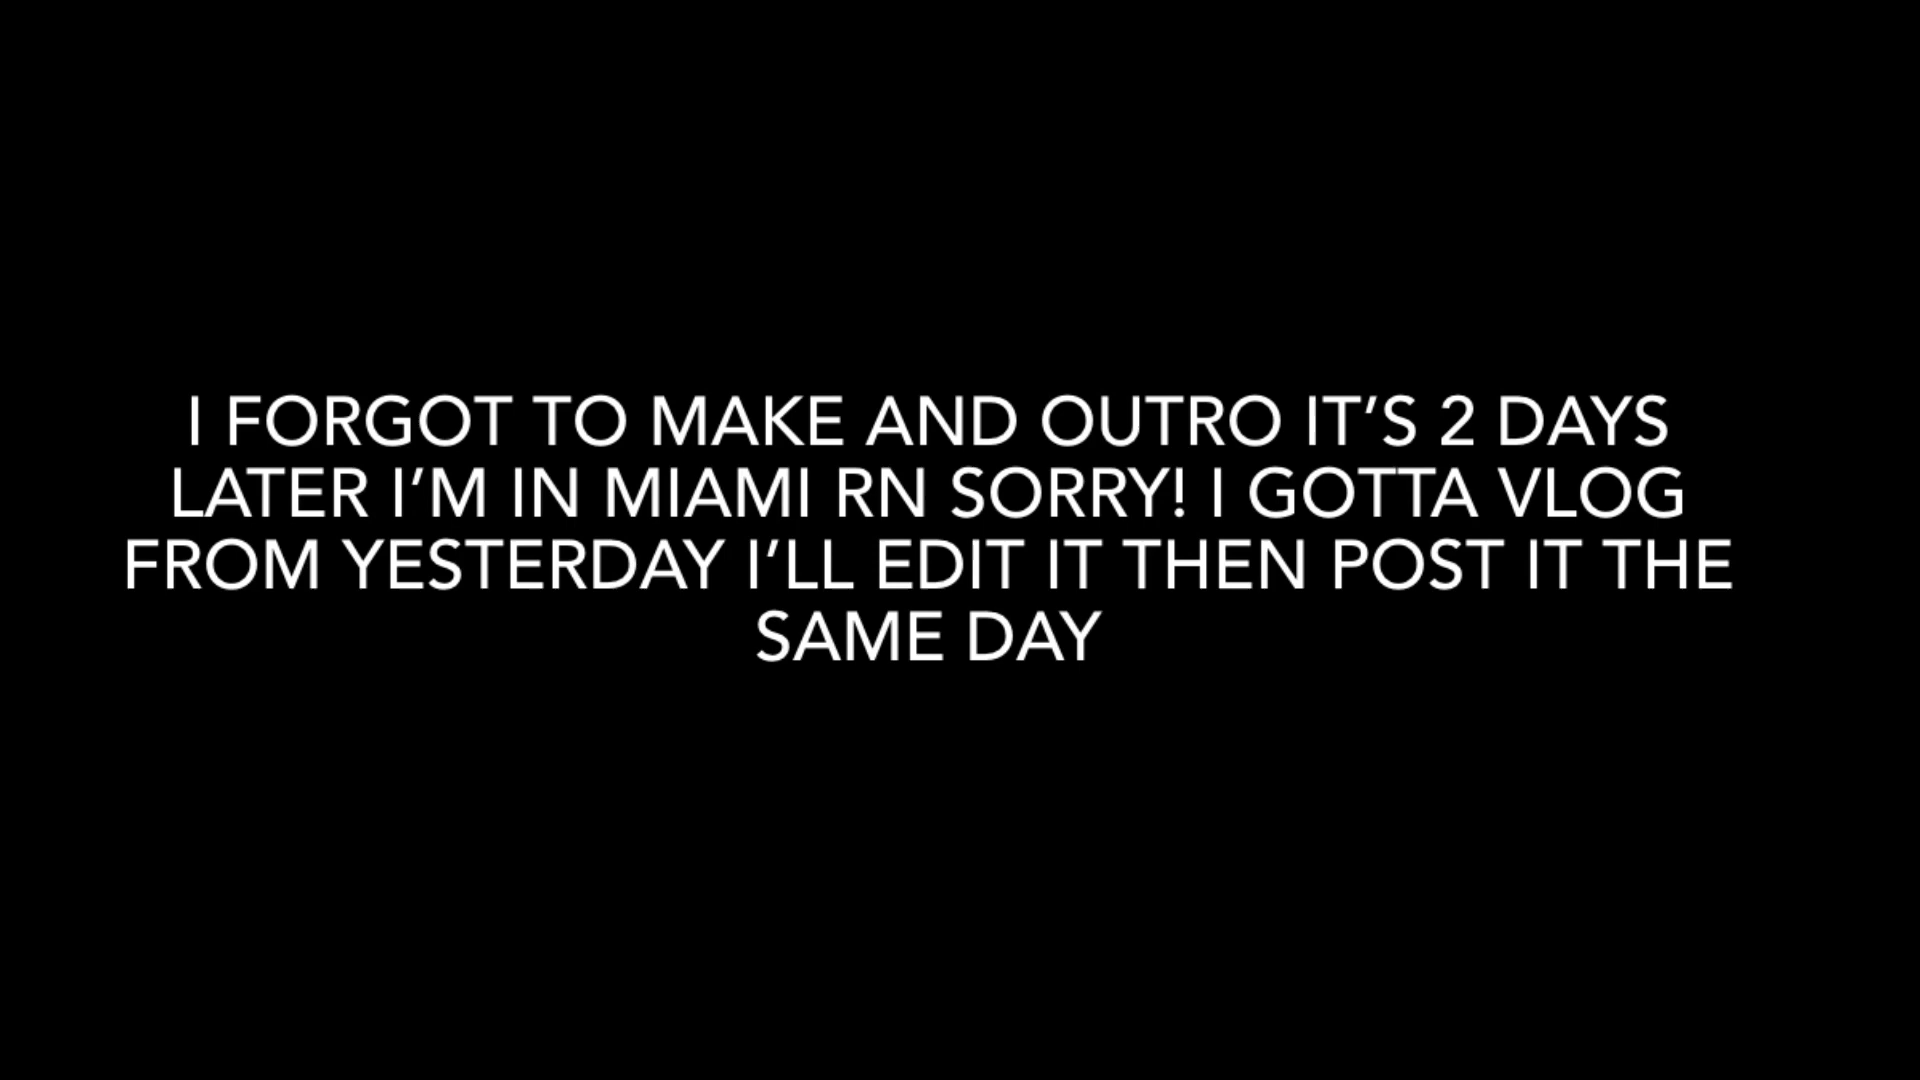 I FORGOT TO MAKE AND OUTRO IT’S 2 DAYS
LATER I’M IN MIAMI RN SORRY! I GOTTA VLOG
FROM YESTERDAY I’LL EDIT IT THEN POST IT THE
SAME DAY